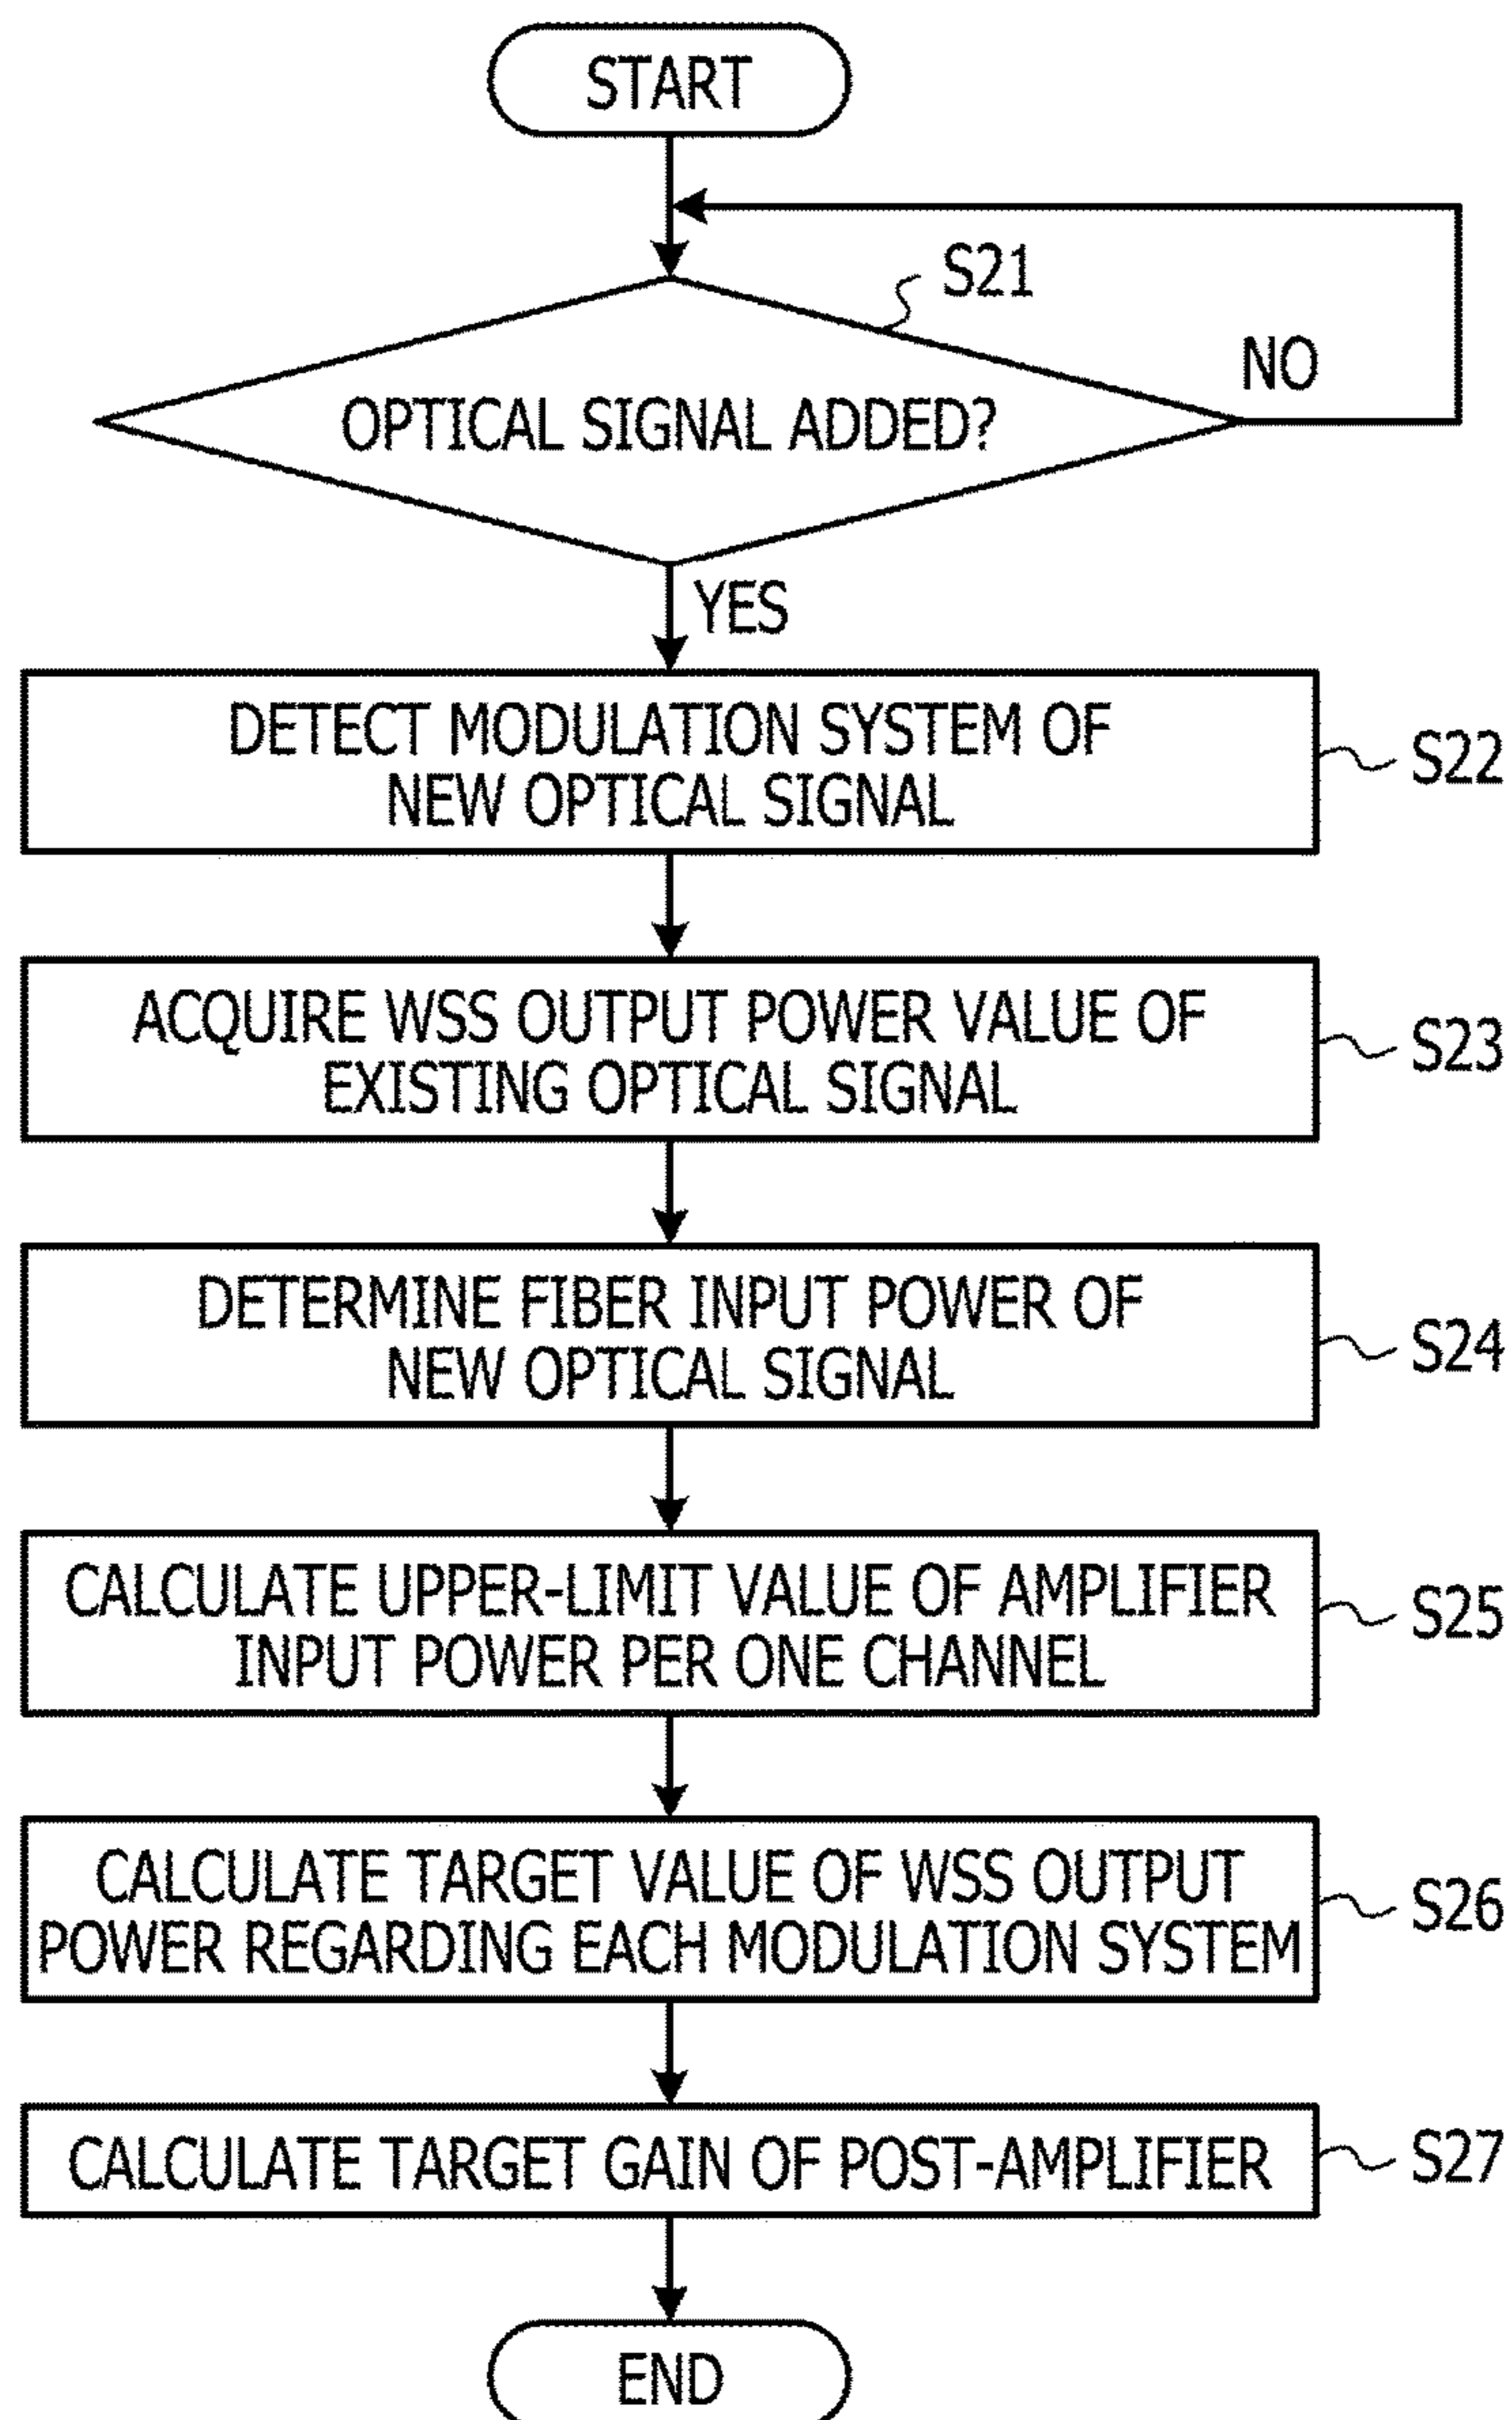 START
S21
NO
OPTICAL SIGNAL ADDED?
YES
DETECT MODULATION SYSTEM OF
NEW OPTICAL SIGNAL
S22
ACQUIRE WSS OUTPUT POWER VALUE OF
EXISTING OPTICAL SIGNAL
S23
DETERMINE FIBER INPUT POWER OF
NEW OPTICAL SIGNAL
S24
CALCULATE UPPER-LIMIT VALUE OF AMPLIFIER
INPUT POWER PER ONE CHANNEL
S25
CALCULATE TARGET VALUE OF WSS OUTPUT
POWER REGARDING EACH MODULATION SYSTEM
S26
CALCULATE TARGET GAIN OF POST-AMPLIFIER
S27
END